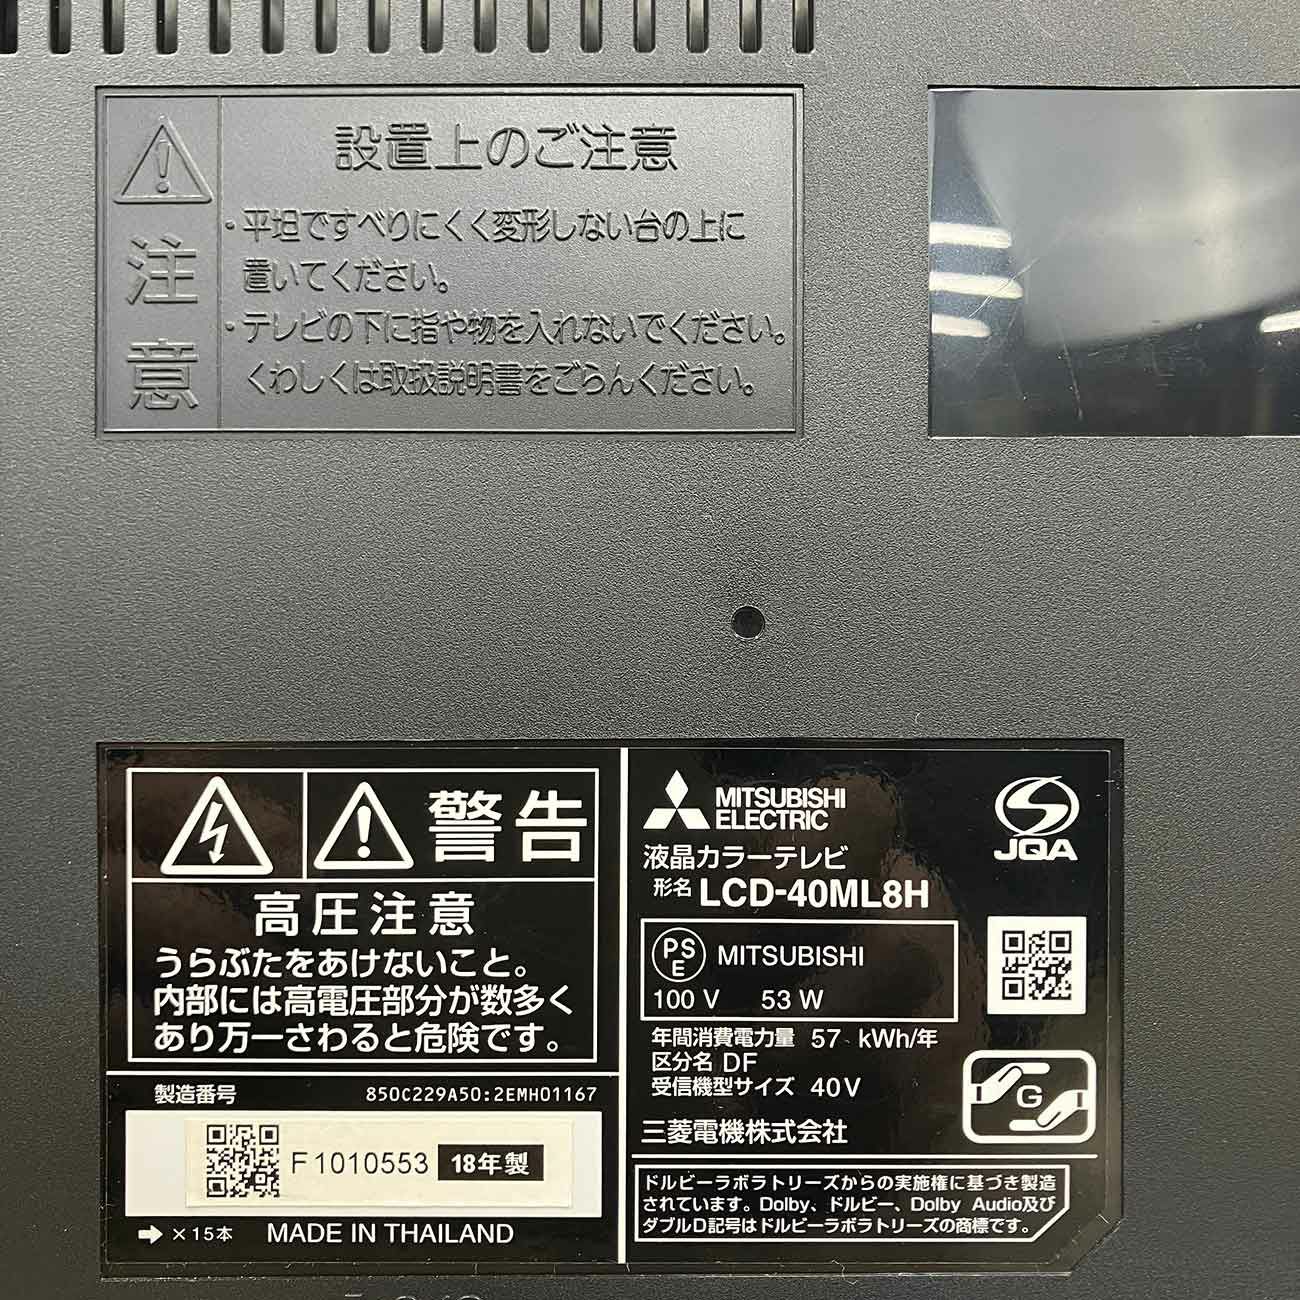 設置上のご注意
注意
・平坦ですべりにくく変形しない台の上に
置いてください。
・テレビの下に指や物を入れないでください。
くわしくは取扱説明書をごらんください。
警告
高圧注意
うらぶたをあけないこと。
内部には高電圧部分が数多く
あり万一さわると危険です。
製造番号 850C229A50:2EMH01167
F1010553 18年製
×15本 MADE IN THAILAND
MITSUBISHI
ELECTRIC
JQA
液晶カラーテレビ
形名 LCD-40ML8H
PSE MITSUBISHI
100 V 53 W
年間消費電力量 57 kWh/年
区分名 DF
受信機型サイズ 40V
G
三菱電機株式会社
ドルビーラボラトリーズからの実施権に基づき製造
されています。Dolby、ドルビー、Dolby Audio及び
ダブルD記号はドルビーラボラトリーズの商標です。